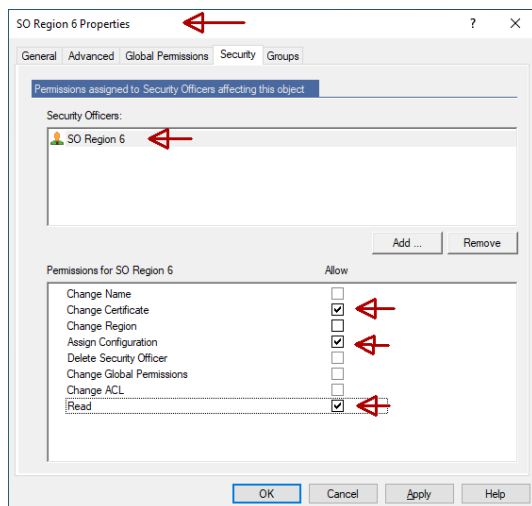 SO Region 6 Properties
? X
General Advanced Global Permissions Security Groups
Permissions assigned to Security Officers affecting this object
Security Officers:
SO Region 6
Add ... Remove
Permissions for SO Region 6 Allow
Change Name
Change Certificate
Change Region
Assign Configuration
Delete Security Officer
Change Global Permissions
Change ACL
Read
OK Cancel Apply Help